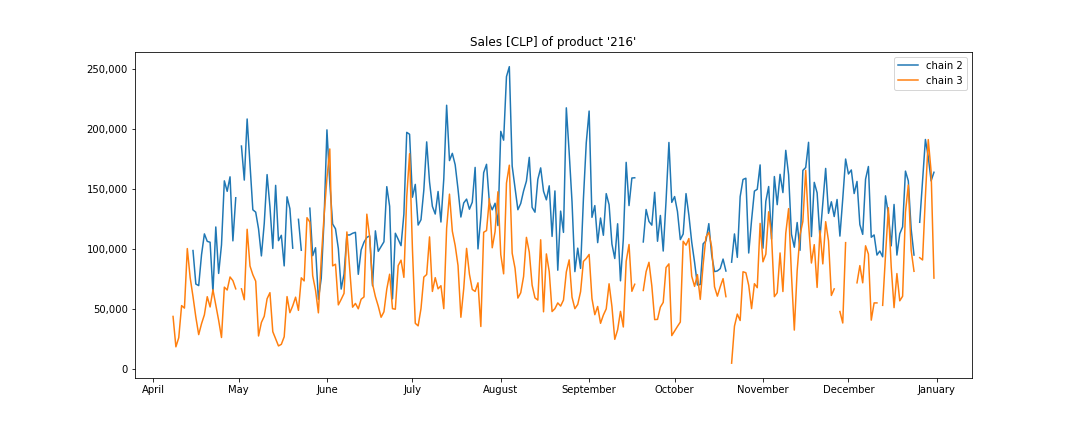 Sales [CLP] of product '216'
chain 2
chain 3
250,000
200,000
150,000
100,000
50,000
0
April May June July August September October November December January